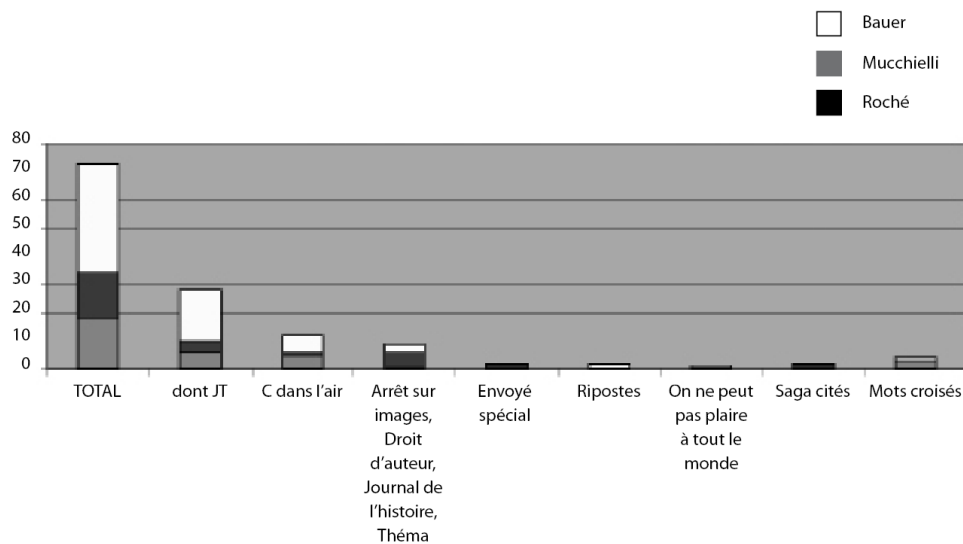 Bauer
Mucchielli
Roché
80
70
60
50
40
30
20
10
0
TOTAL
dont JT
C dans l'air
Arrêt sur
images,
Droit
d'auteur,
Journal de
l'histoire,
Théma
Envoyé
spécial
Ripostes
On ne peut
pas plaire
à tout le
monde
Saga cités
Mots croisés